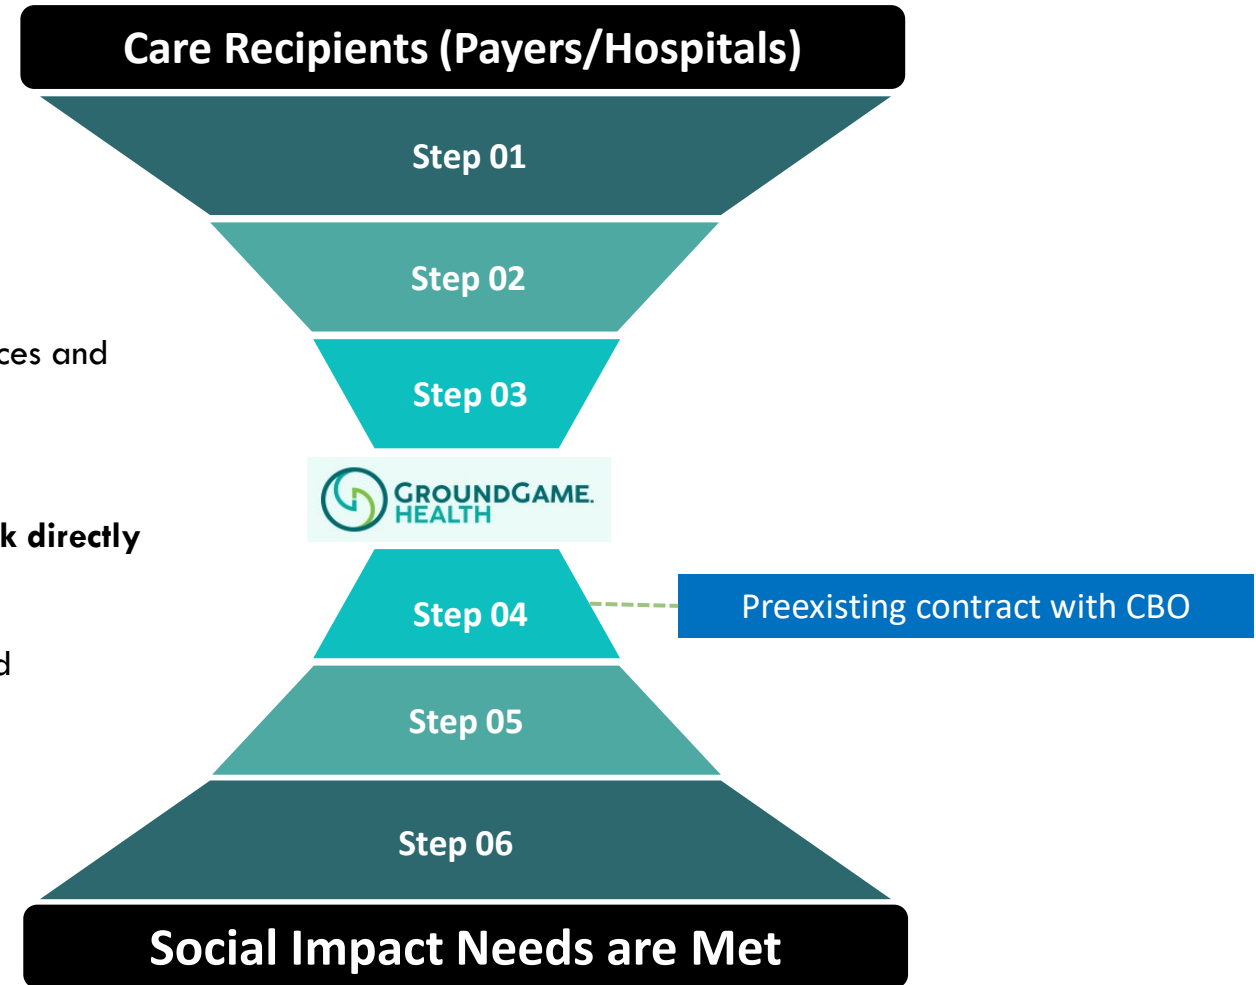 Care Recipients (Payers/Hospitals)
Step 01
Step 02
and
Step 03
GROUNDGAME.
HEALTH
directly
Step 04
Preexisting contract with CBO
Step 05
Step 06
Social Impact Needs are Met